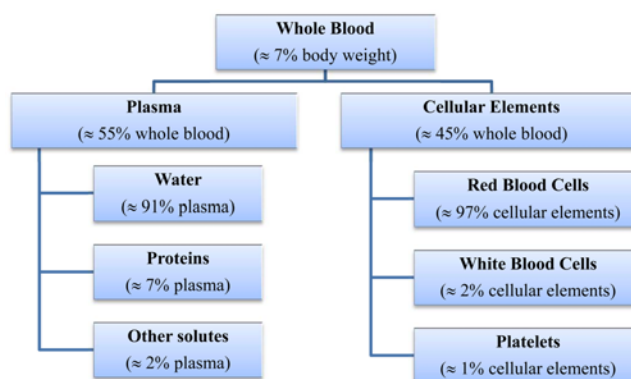 Whole Blood
(≈ 7% body weight)
Plasma
(≈ 55% whole blood)
Water
(≈ 91% plasma)
Proteins
(≈ 7% plasma)
Other solutes
(≈ 2% plasma)
Cellular Elements
(≈ 45% whole blood)
Red Blood Cells
(≈ 97% cellular elements)
White Blood Cells
(≈ 2% cellular elements)
Platelets
(≈ 1% cellular elements)